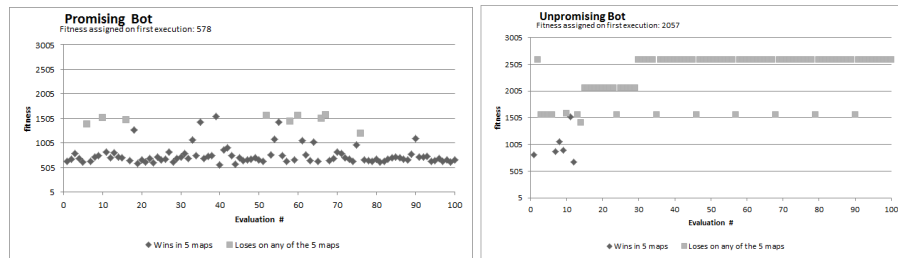 Promising Bot
Fitness assigned on first execution: 578
3005
2505
2005
1505
1005
505
5
fitness
0 10 20 30 40 50 60 70 80 90 100
Evaluation #
Wins in 5 maps Loses on any of the 5 maps
Unpromising Bot
Fitness assigned on first execution: 2057
3005
2505
2005
1505
1005
505
5
fitness
0 10 20 30 40 50 60 70 80 90 100
Evaluation #
Wins in 5 maps Loses on any of the 5 maps